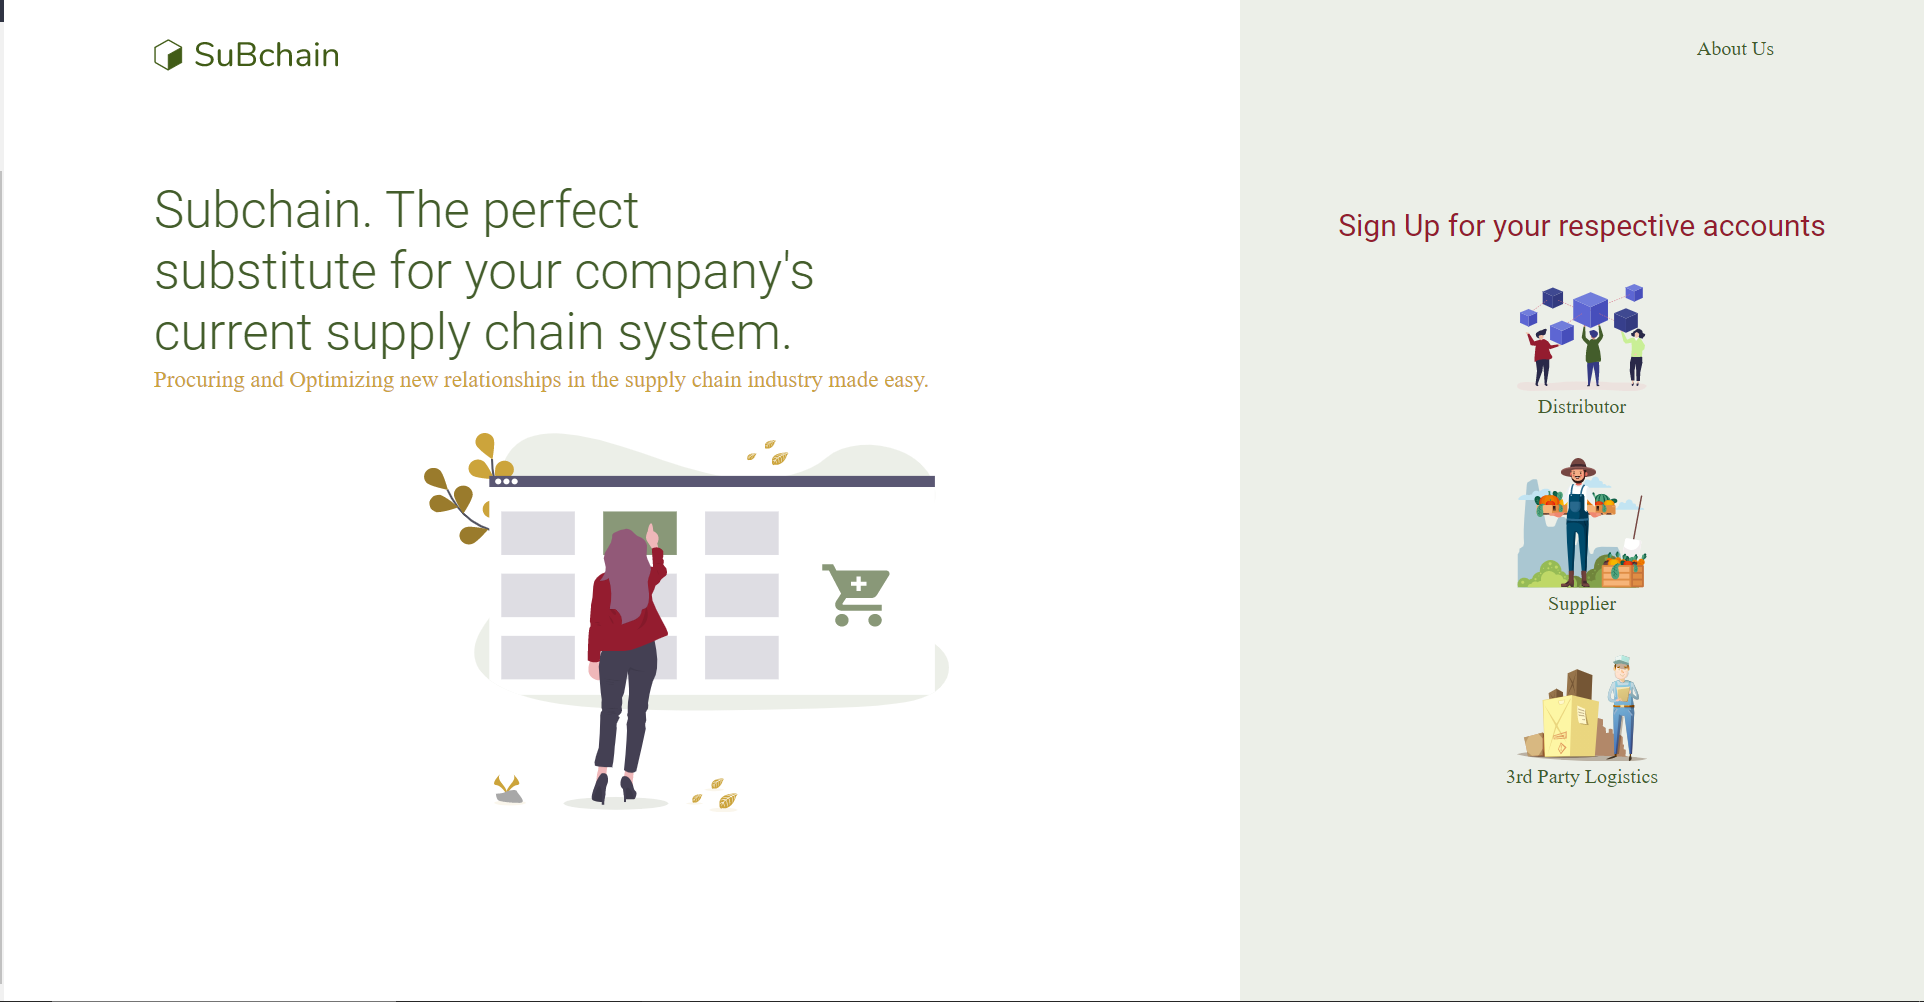 SuBchain
About Us
Subchain. The perfect
substitute for your company's
current supply chain system.
Procuring and Optimizing new relationships in the supply chain industry made easy.
Sign Up for your respective accounts
Distributor
Supplier
3rd Party Logistics